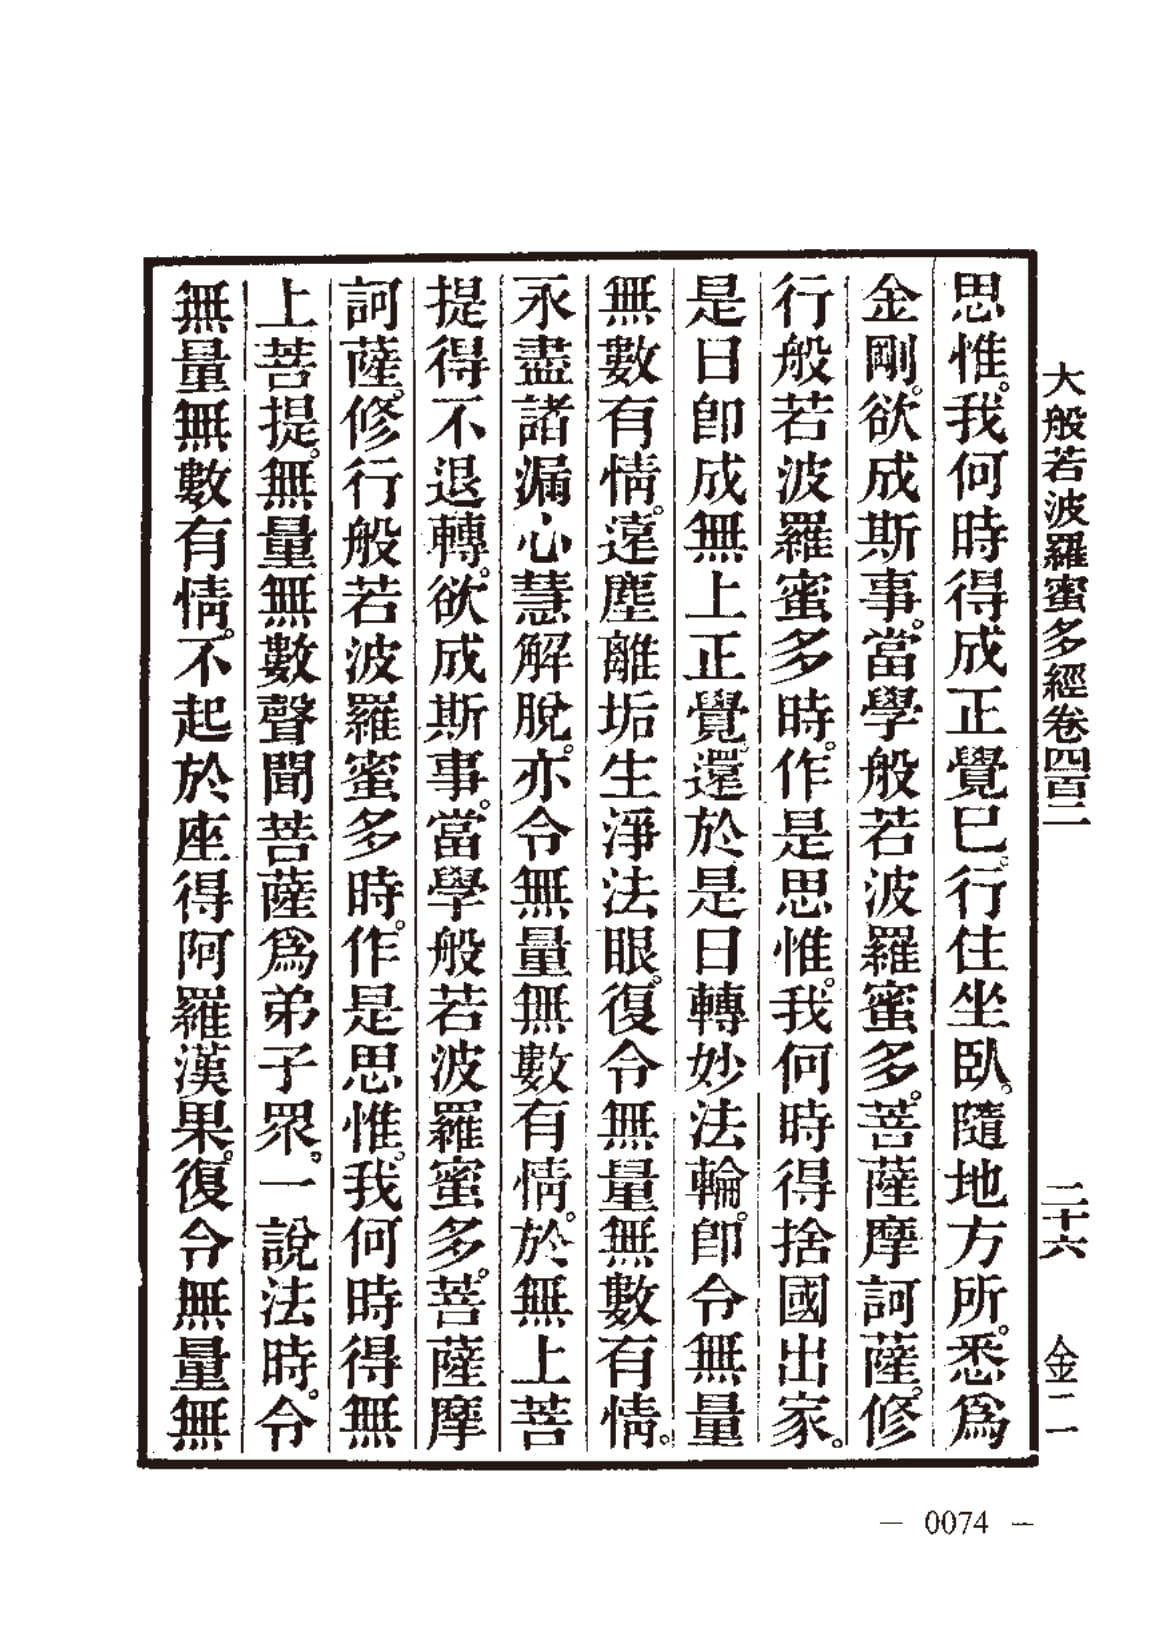 大般若波羅蜜多經卷四百二　二十六　金二
思惟。我何時得成正覺已。行住坐臥。隨地方所。悉爲
金剛。欲成斯事。當學般若波羅蜜多。菩薩摩訶薩。修
行般若波羅蜜多時。作是思惟。我何時得捨國出家。
是日卽成無上正覺。還於是日轉妙法輪。卽令無量
無數有情。遠塵離垢生淨法眼。復令無量無數有情。
永盡諸漏心慧解脫。亦令無量無數有情。於無上菩
提得不退轉。欲成斯事。當學般若波羅蜜多。菩薩摩
訶薩。修行般若波羅蜜多時。作是思惟。我何時得無
上菩提。無量無數聲聞菩薩爲弟子眾。一說法時。令
無量無數有情。不起於座得阿羅漢果。復令無量無
— 0074 —